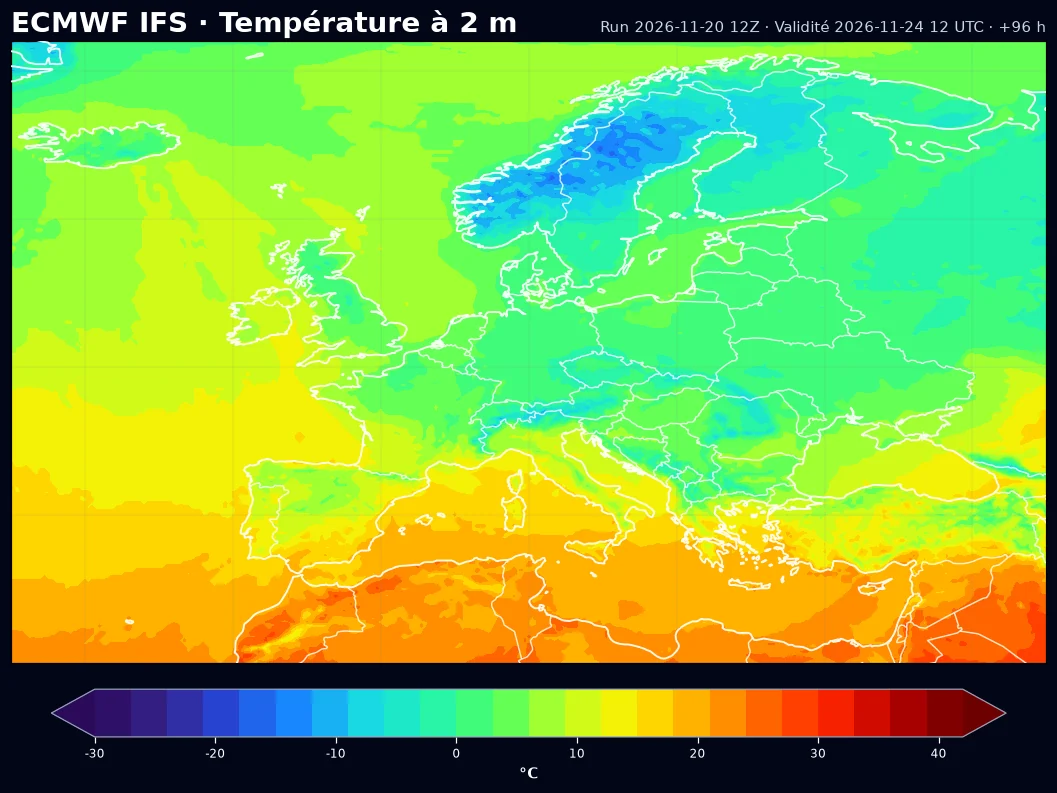 ECMWF IFS · Température à 2 m
Run 2026-11-20 12Z · Validité 2026-11-24 12 UTC · +96 h
-30 -20 -10 0 10 20 30 40
°C